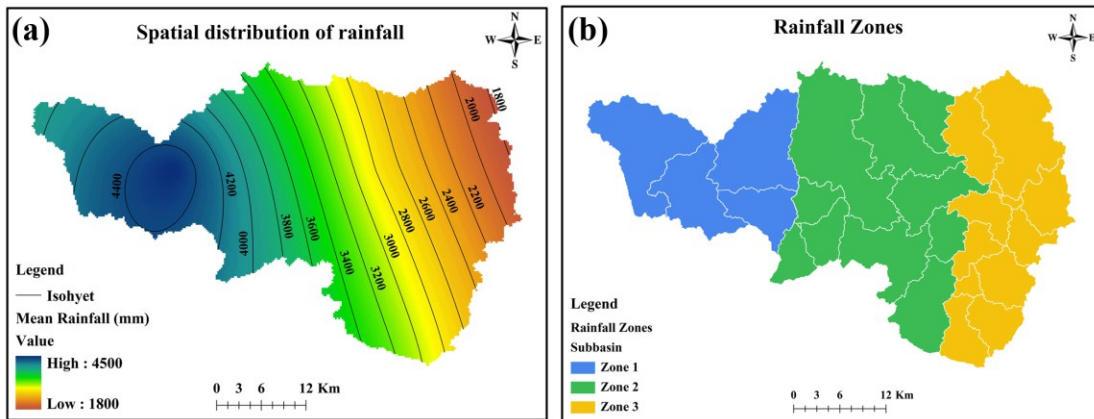 (a)
Spatial distribution of rainfall
N
W E
S
1800
2000
2200
2400
2600
2800
3000
3200
3400
3600
3800
4000
4200
4400
Legend
Isohyet
Mean Rainfall (mm)
Value
High : 4500
Low : 1800
0 3 6 12 Km
(b)
Rainfall Zones
N
W E
S
Legend
Rainfall Zones
Subbasin
Zone 1
Zone 2
Zone 3
0 3 6 12 Km